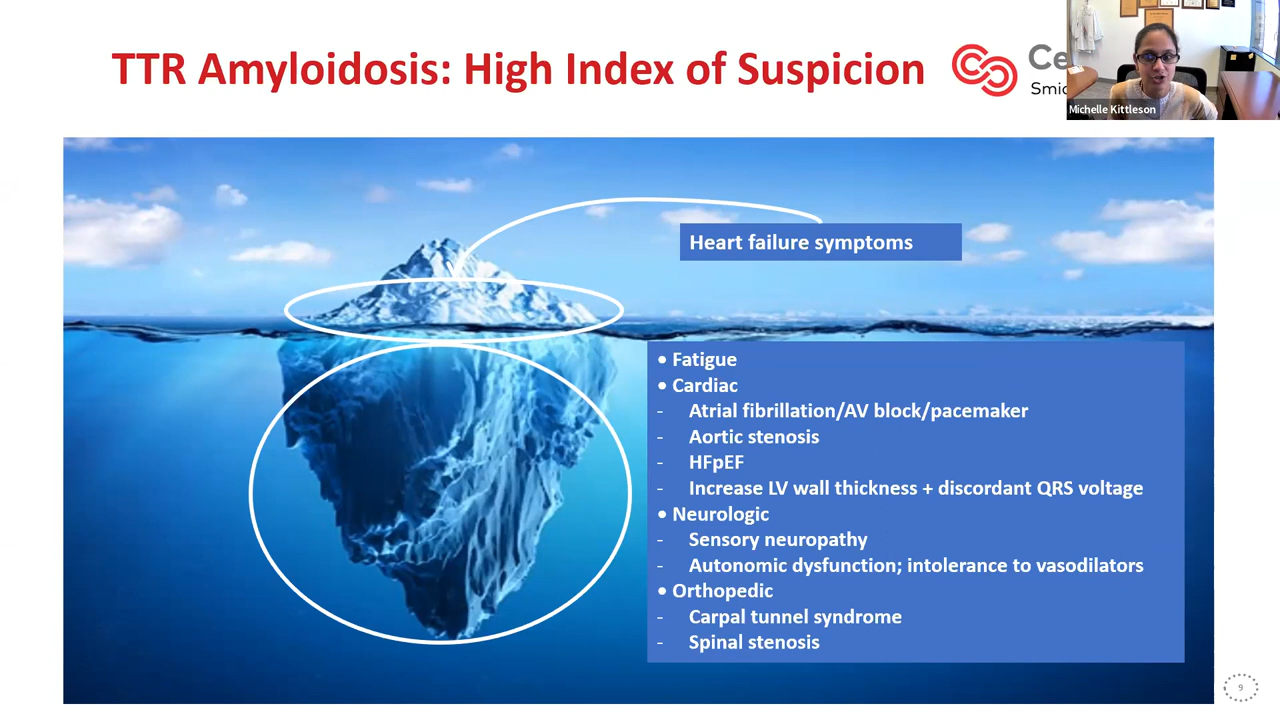 TTR Amyloidosis: High Index of Suspicion
Michelle Kittleson
Heart failure symptoms
• Fatigue
• Cardiac
- Atrial fibrillation/AV block/pacemaker
- Aortic stenosis
- HFpEF
- Increase LV wall thickness + discordant QRS voltage
• Neurologic
- Sensory neuropathy
- Autonomic dysfunction; intolerance to vasodilators
• Orthopedic
- Carpal tunnel syndrome
- Spinal stenosis
9